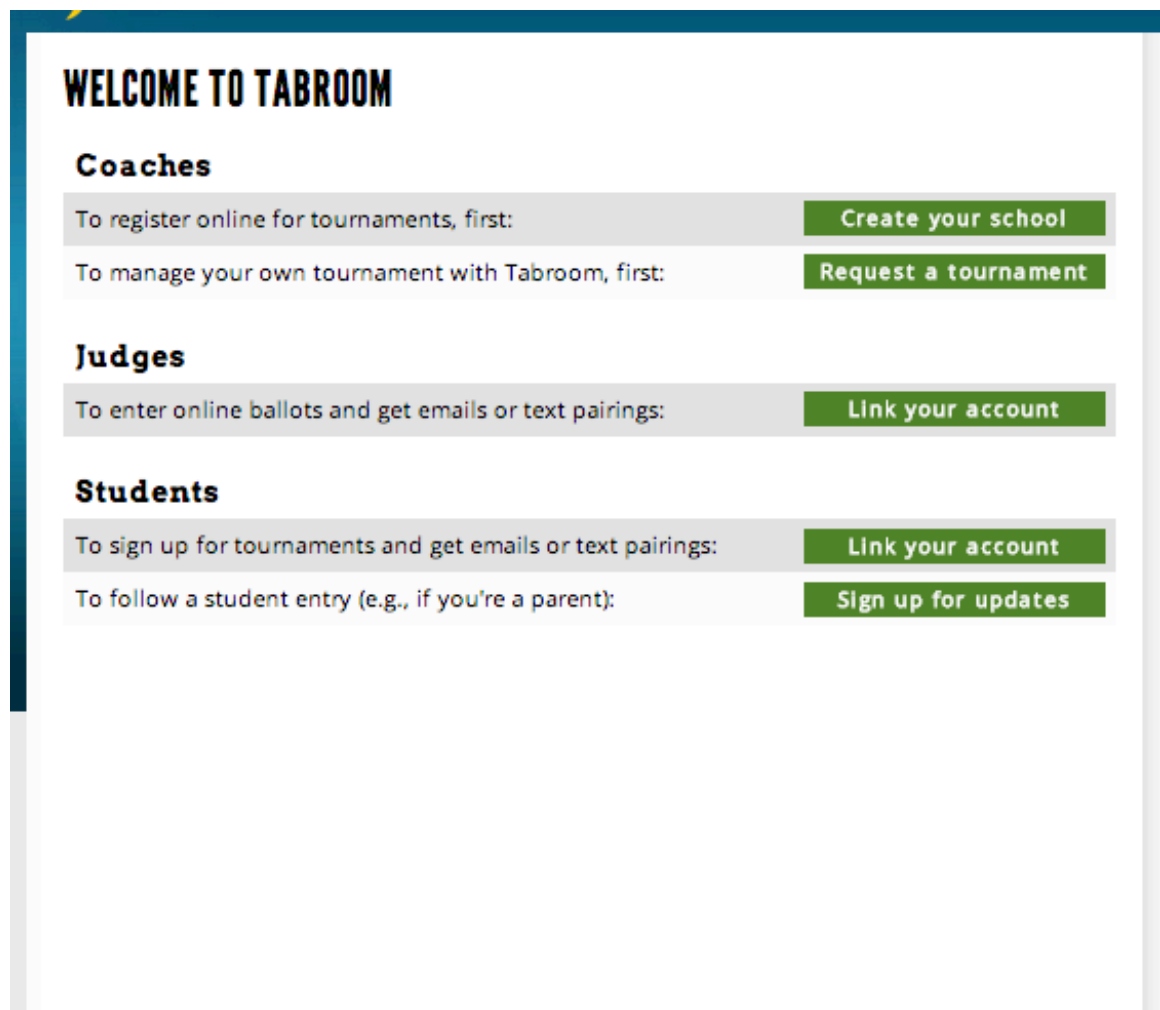 WELCOME TO TABROOM
Coaches
To register online for tournaments, first: Create your school
To manage your own tournament with Tabroom, first: Request a tournament
Judges
To enter online ballots and get emails or text pairings: Link your account
Students
To sign up for tournaments and get emails or text pairings: Link your account
To follow a student entry (e.g., if you're a parent): Sign up for updates